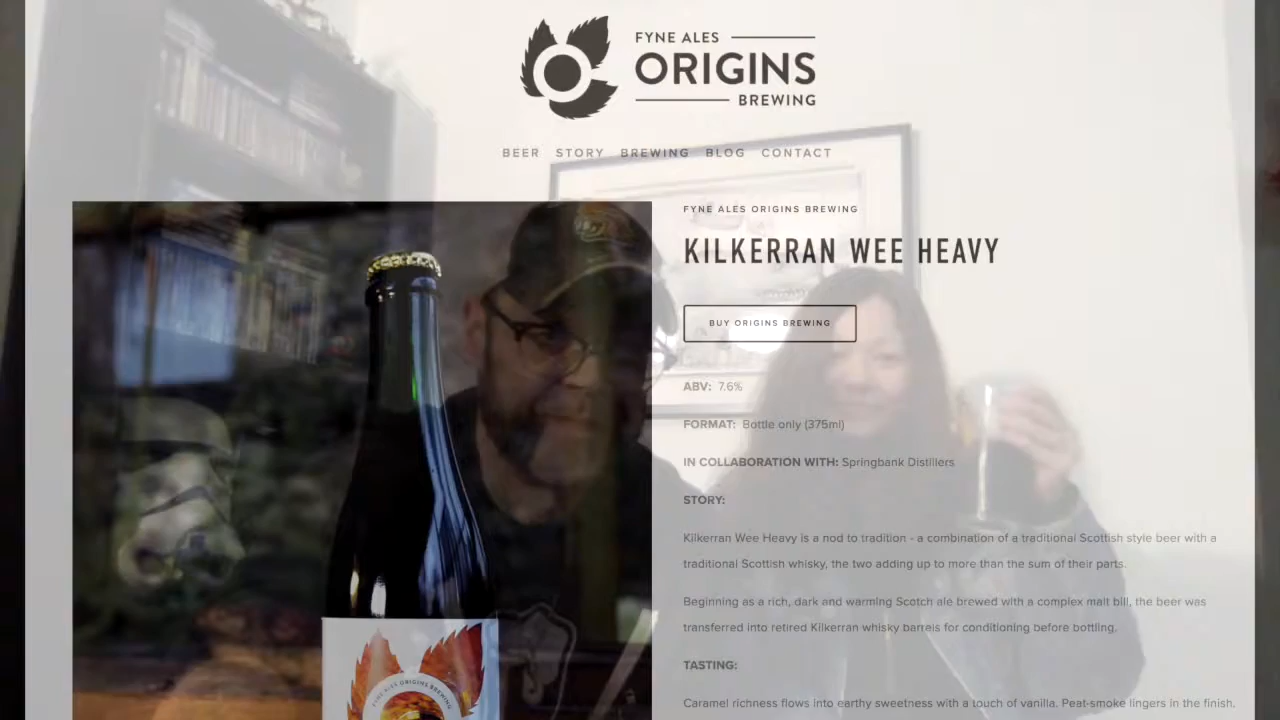 FYNE ALES
ORIGINS
BREWING
BEER STORY BREWING BLOG CONTACT
FYNE ALES ORIGINS BREWING
KILKERRAN WEE HEAVY
BUY ORIGINS BREWING
ABV: 7.6%
FORMAT: Bottle only (375ml)
IN COLLABORATION WITH: Springbank Distillers
STORY:
Kilkerran Wee Heavy is a nod to tradition - a combination of a traditional Scottish style beer with a
traditional Scottish whisky, the two adding up to more than the sum of their parts.
Beginning as a rich, dark and warming Scotch ale brewed with a complex malt bill, the beer was
transferred into retired Kilkerran whisky barrels for conditioning before bottling.
TASTING:
Caramel richness flows into earthy sweetness with a touch of vanilla. Peat-smoke lingers in the finish,
FYNE ALES ORIGINS BREWING